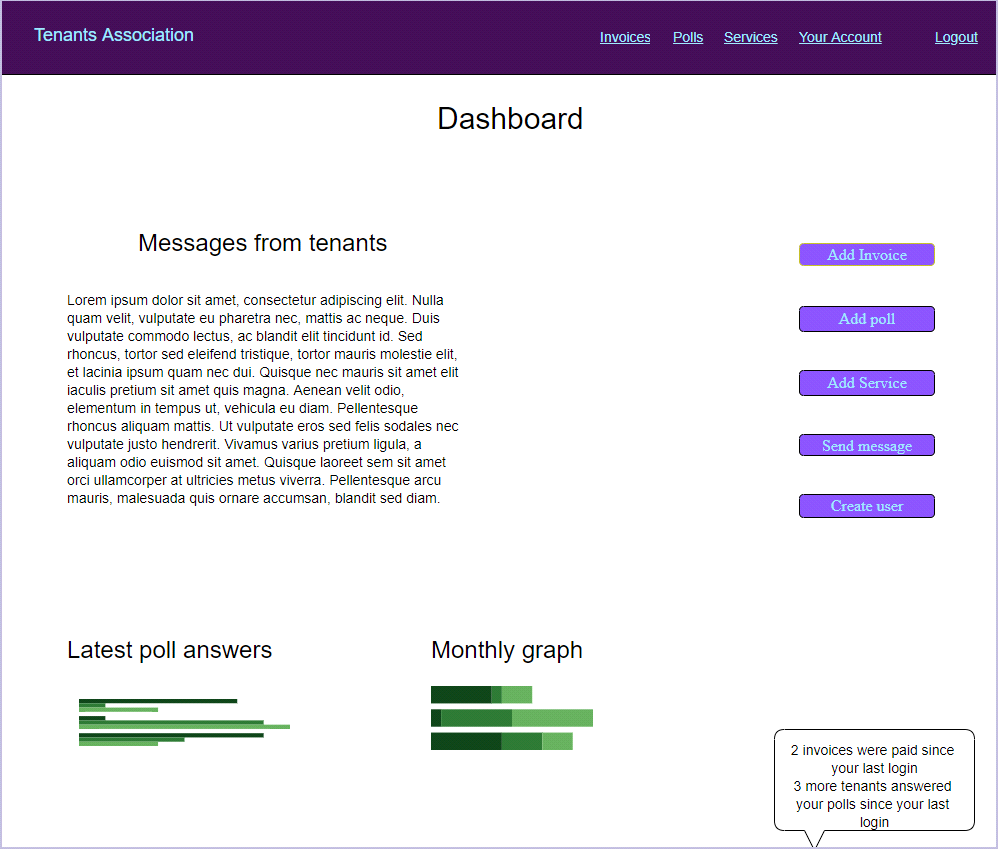 Tenants Association
Invoices
Polls
Services
Your Account
Logout
Dashboard
Messages from tenants
Lorem ipsum dolor sit amet, consectetur adipiscing elit. Nulla
quam velit, vulputate eu pharetra nec, mattis ac neque. Duis
vulputate commodo lectus, ac blandit elit tincidunt id. Sed
rhoncus, tortor sed eleifend tristique, tortor mauris molestie elit,
et lacinia ipsum quam nec dui. Quisque nec mauris sit amet elit
iaculis pretium sit amet quis magna. Aenean velit odio,
elementum in tempus ut, vehicula eu diam. Pellentesque
rhoncus aliquam mattis. Ut vulputate eros sed felis sodales nec
vulputate justo hendrerit. Vivamus varius pretium ligula, a
aliquam odio euismod sit amet. Quisque laoreet sem sit amet
orci ullamcorper at ultricies metus viverra. Pellentesque arcu
mauris, malesuada quis ornare accumsan, blandit sed diam.
Add Invoice
Add poll
Add Service
Send message
Create user
Latest poll answers
Monthly graph
2 invoices were paid since
your last login
3 more tenants answered
your polls since your last
login